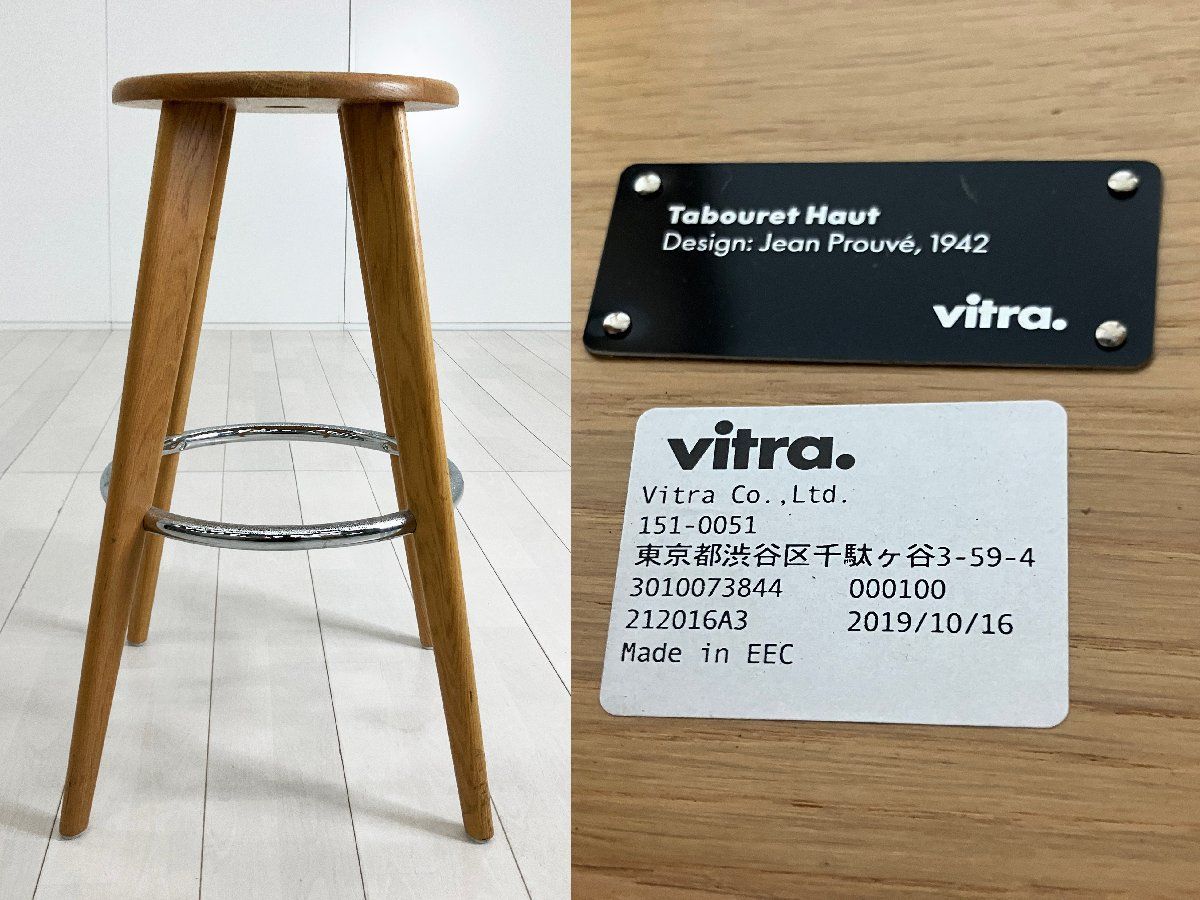 Tabouret Haut
Design: Jean Prouvé, 1942
vitra.
vitra.
Vitra Co.,Ltd.
151-0051
東京都渋谷区千駄ヶ谷3-59-4
3010073844 000100
212016A3 2019/10/16
Made in EEC